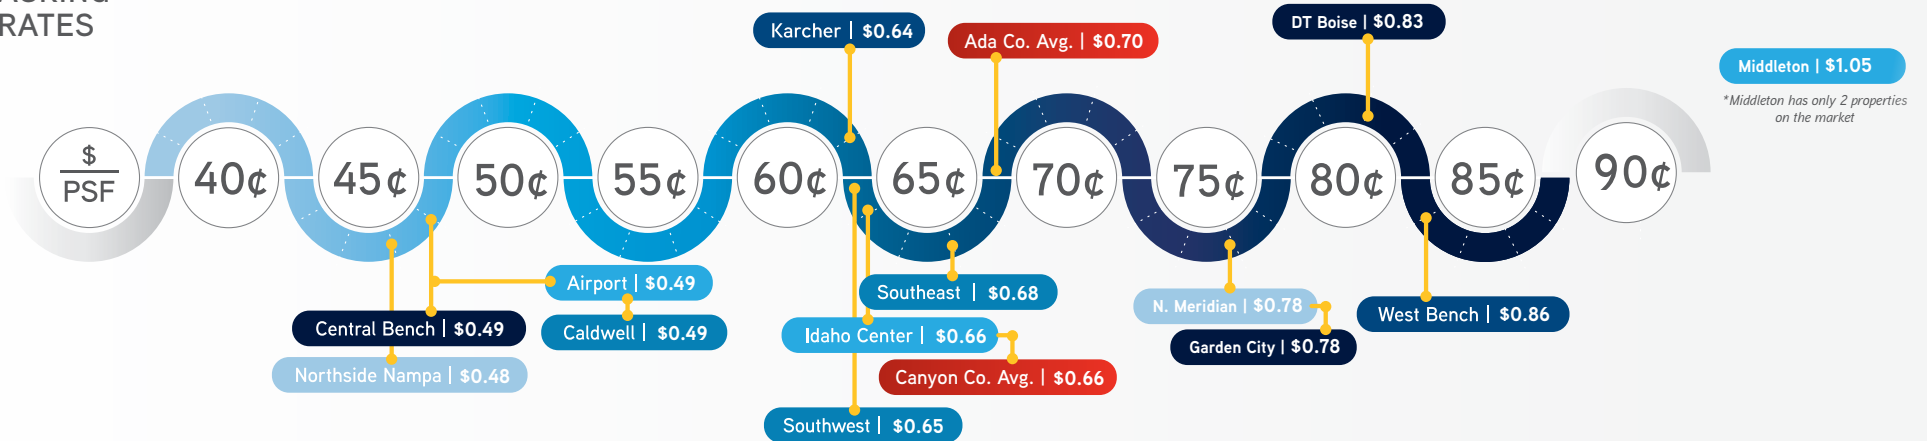 RATES
$
PSF
40¢
45¢
50¢
55¢
60¢
65¢
70¢
75¢
80¢
85¢
90¢
Karcher | $0.64
Ada Co. Avg. | $0.70
DT Boise | $0.83
Middleton | $1.05
*Middleton has only 2 properties
on the market
Airport | $0.49
Central Bench | $0.49
Caldwell | $0.49
Northside Nampa | $0.48
Southeast | $0.68
Idaho Center | $0.66
Canyon Co. Avg. | $0.66
Southwest | $0.65
N. Meridian | $0.78
Garden City | $0.78
West Bench | $0.86